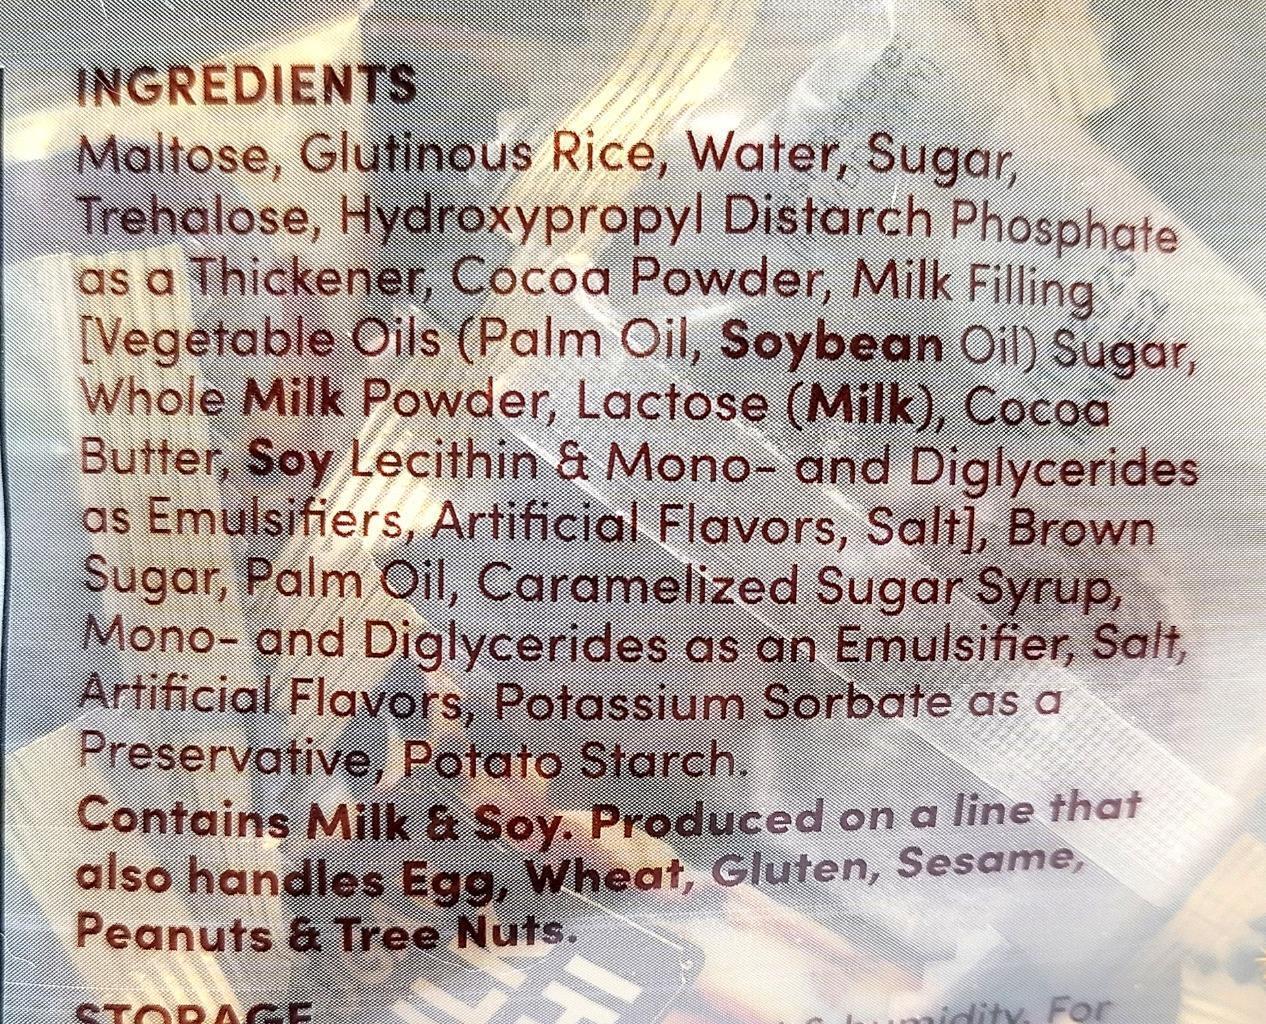 INGREDIENTS
Maltose, Glutinous Rice, Water, Sugar,
Trehalose, Hydroxypropyl Distarch Phosphate
as a Thickener, Cocoa Powder, Milk Filling
[Vegetable Oils (Palm Oil, Soybean Oil) Sugar,
Whole Milk Powder, Lactose (Milk), Cocoa
Butter, Soy Lecithin & Mono- and Diglycerides
as Emulsifiers, Artificial Flavors, Salt], Brown
Sugar, Palm Oil, Caramelized Sugar Syrup,
Mono- and Diglycerides as an Emulsifier, Salt,
Artificial Flavors, Potassium Sorbate as a
Preservative, Potato Starch.
Contains Milk & Soy. Produced on a line that
also handles Egg, Wheat, Gluten, Sesame,
Peanuts & Tree Nuts.
STORAGE
humidity. For